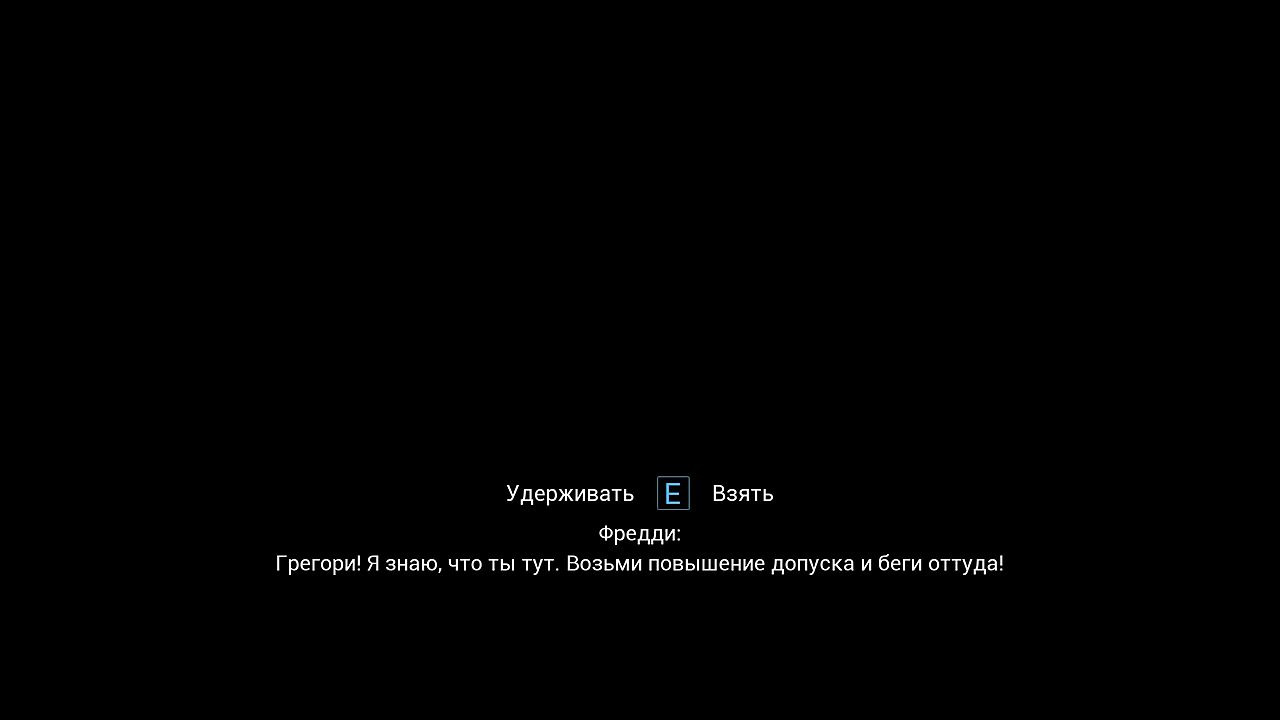 Удерживать E Взять
Фредди:
Грегори! Я знаю, что ты тут. Возьми повышение допуска и беги оттуда!